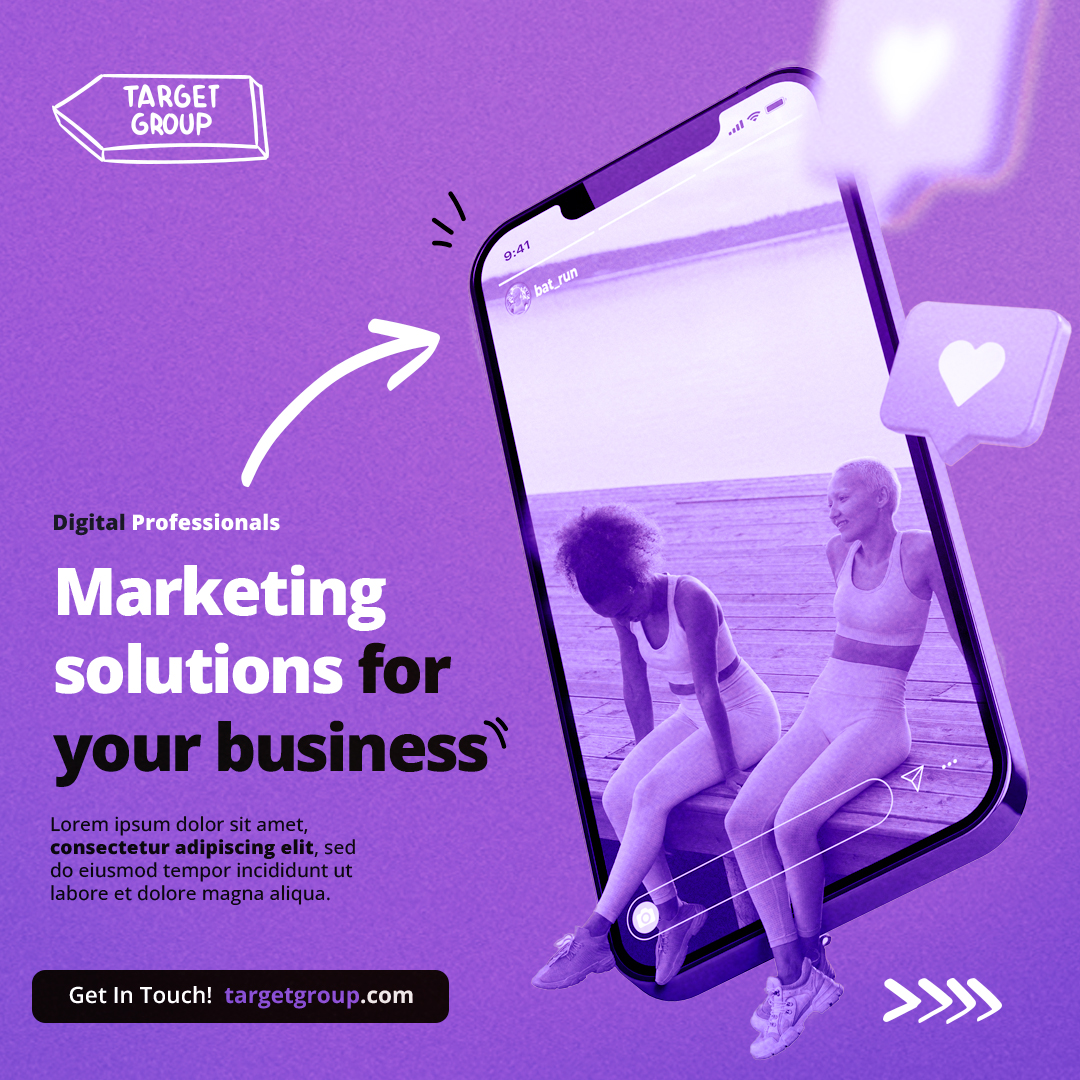 TARGET
GROUP
9:41
bat_run
Digital Professionals
Marketing
solutions for
your business
Lorem ipsum dolor sit amet,
consectetur adipiscing elit, sed
do eiusmod tempor incididunt ut
labore et dolore magna aliqua.
Get In Touch! targetgroup.com